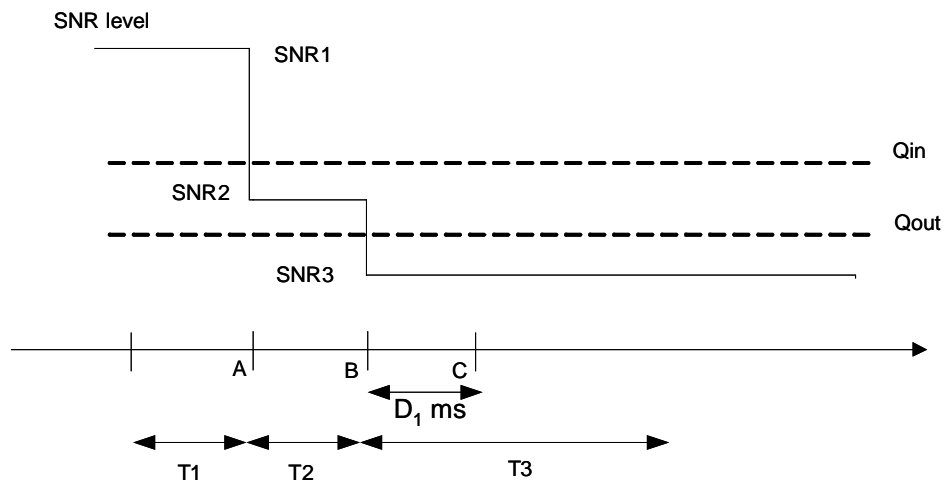 SNR level
SNR1
Qin
SNR2
Qout
SNR3
A
B
C
D₁ ms
T1
T2
T3